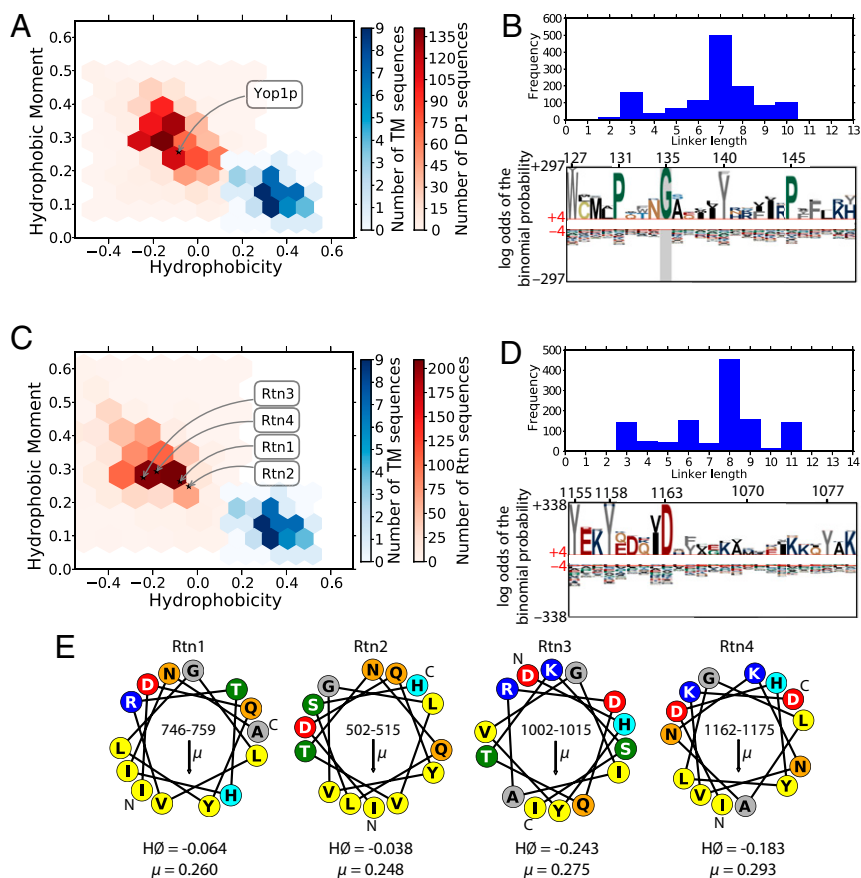 A
Hydrophobic Moment
0.6
0.5
0.4
0.3
0.2
0.1
0.0
−0.4 −0.2 0.0 0.2 0.4 0.6
Hydrophobicity
Yop1p
9
8
7
6
5
4
3
2
1
0
Number of TM sequences
135
120
105
90
75
60
45
30
15
0
Number of DP1 sequences
B
Frequency
600
500
400
300
200
100
0
0 1 2 3 4 5 6 7 8 9 10 11 12 13
Linker length
127 131 135 140 145
log odds of the
binomial probability
+297
+4
−4
−297
C
Hydrophobic Moment
0.6
0.5
0.4
0.3
0.2
0.1
0.0
−0.4 −0.2 0.0 0.2 0.4 0.6
Hydrophobicity
Rtn3
Rtn4
Rtn1
Rtn2
9
8
7
6
5
4
3
2
1
0
Number of TM sequences
200
175
150
125
100
75
50
25
0
Number of Rtn sequences
D
Frequency
500
400
300
200
100
0
0 1 2 3 4 5 6 7 8 9 10 11 12 13 14
Linker length
1155 1158 1163 1070 1077
log odds of the
binomial probability
+338
+4
−4
−338
E
Rtn1
R D N G T Q A C L H Y V I N I L
746-759
μ
HØ = -0.064
μ = 0.260
Rtn2
T D S G N Q H C L Q Y V I N L V
502-515
μ
HØ = -0.038
μ = 0.248
Rtn3
T V R N D K G D H S I Q Y I C A
1002-1015
μ
HØ = -0.243
μ = 0.275
Rtn4
N D K G K H D C L N Y A I N V L
1162-1175
μ
HØ = -0.183
μ = 0.293